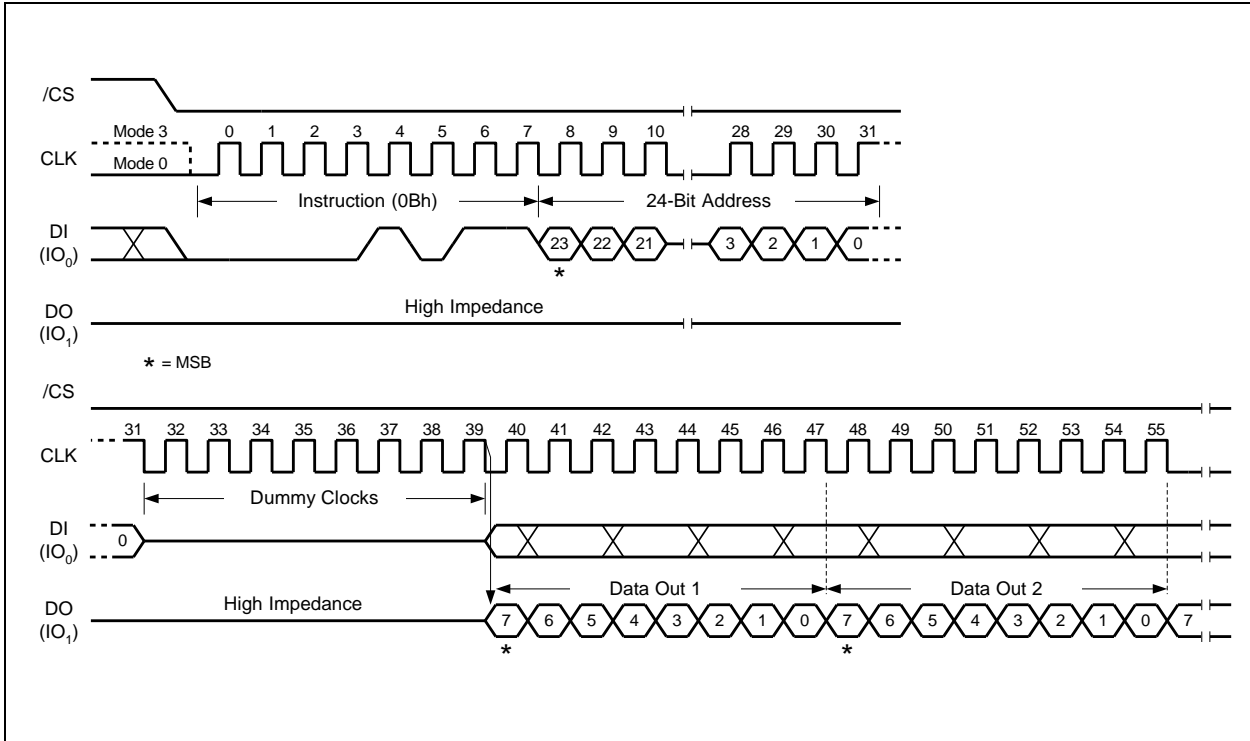 /CS
Mode 3
0 1 2 3 4 5 6 7 8 9 10 28 29 30 31
CLK
Mode 0
Instruction (0Bh) 24-Bit Address
DI
(IO₀)
23 22 21 3 2 1 0
*
High Impedance
DO
(IO₁)
* = MSB
/CS
31 32 33 34 35 36 37 38 39 40 41 42 43 44 45 46 47 48 49 50 51 52 53 54 55
CLK
Dummy Clocks
DI
(IO₀)
0
Data Out 1 Data Out 2
High Impedance
DO
(IO₁)
7 6 5 4 3 2 1 0 7 6 5 4 3 2 1 0 7
* *